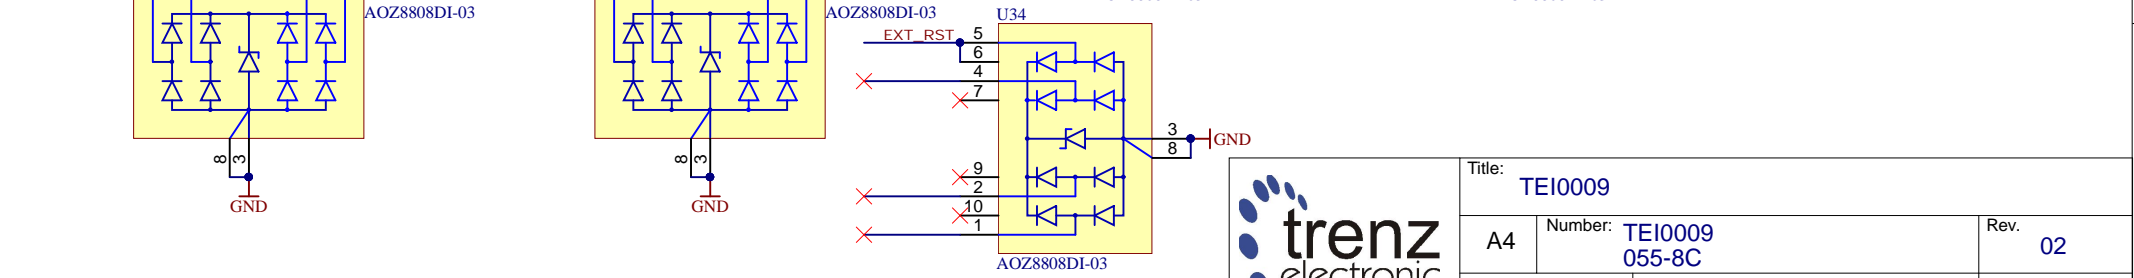 AOZ8808DI-03
8
3
GND
AOZ8808DI-03
8
3
GND
U34
EXT_RST
5
6
4
7
9
2
10
1
3
8
GND
AOZ8808DI-03
trenz
electronic
Title:
TEI0009
A4
Number: TEI0009
055-8C
Rev.
02